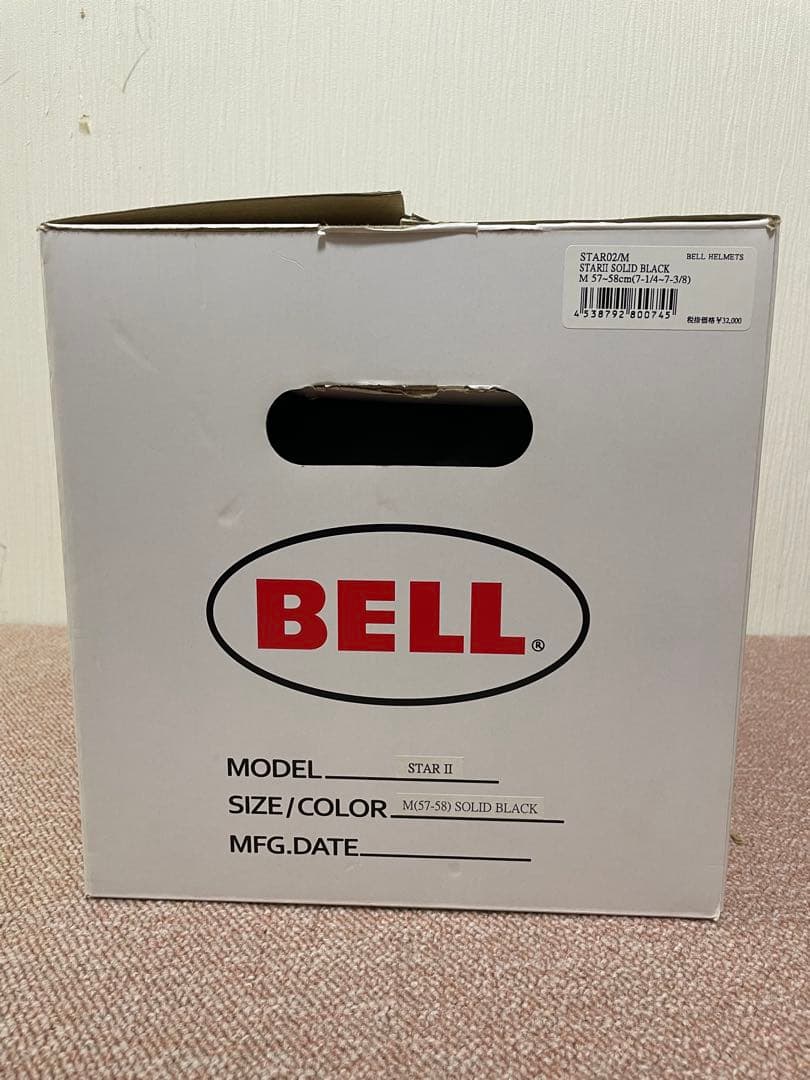 STAR02/M BELL HELMETS
STARII SOLID BLACK
M 57~58cm(7-1/4~7-3/8)
4 538792 800745
税抜価格 ¥32,000
BELL®
MODEL STAR II
SIZE/COLOR M(57-58) SOLID BLACK
MFG.DATE